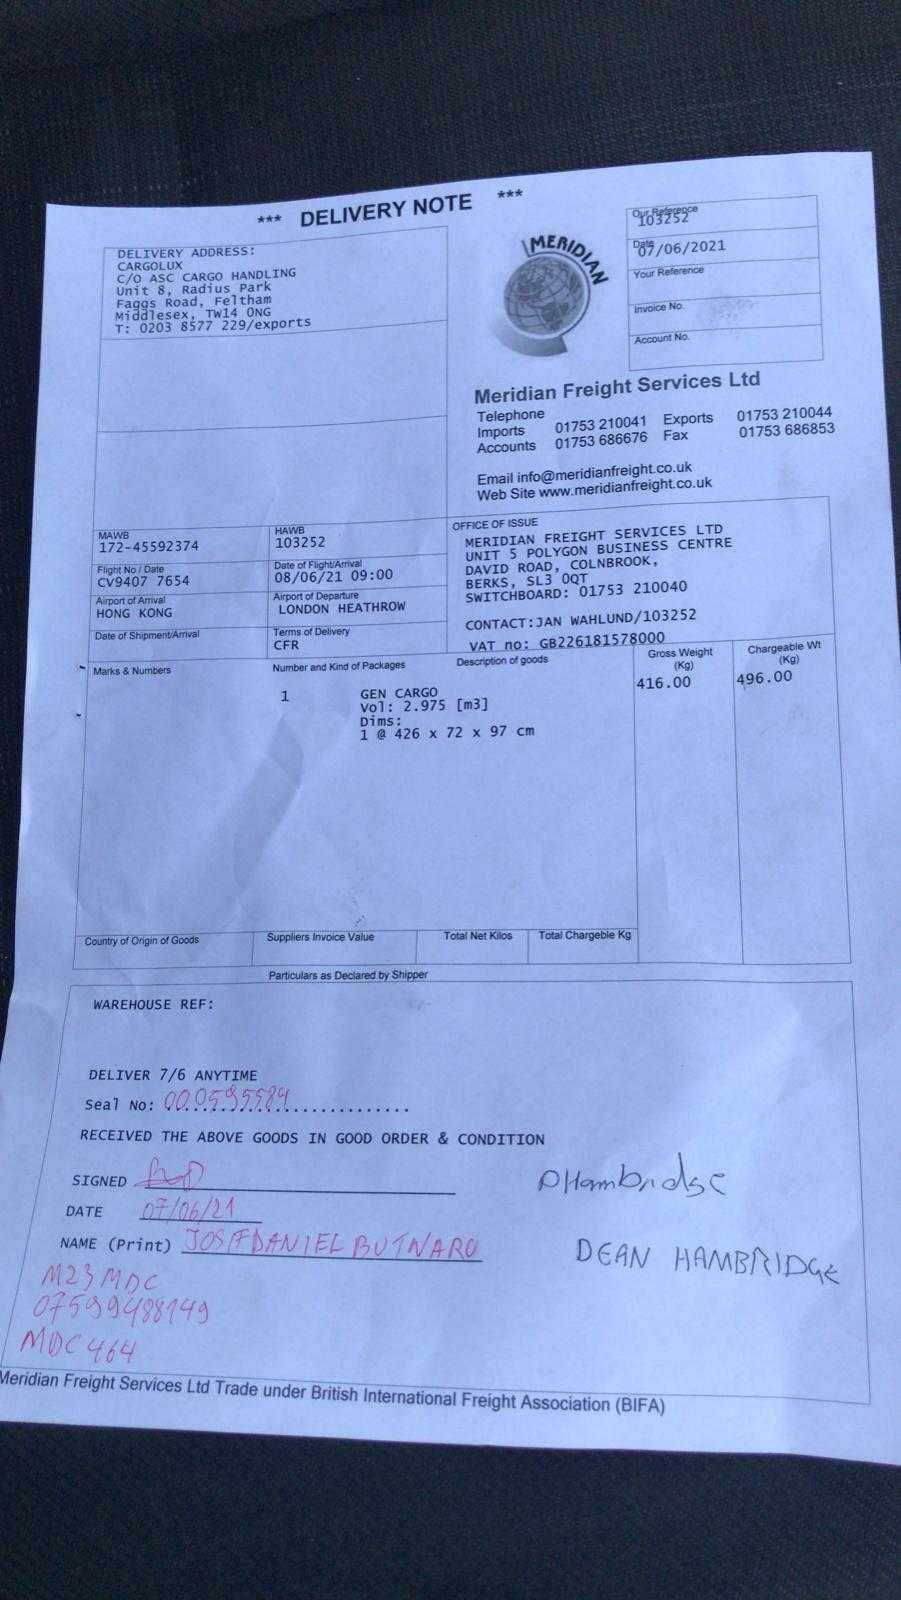 *** DELIVERY NOTE ***
DELIVERY ADDRESS:
CARGOLUX
C/O ASC CARGO HANDLING
Unit 8, Radius Park
Faggs Road, Feltham
Middlesex, TW14 0NG
T: 0203 8577 229/exports
MERIDIAN
Our Reference
103252
Date
07/06/2021
Your Reference
Invoice No.
Account No.
Meridian Freight Services Ltd
Telephone
Imports 01753 210041 Exports 01753 210044
Accounts 01753 686676 Fax 01753 686853
Email info@meridianfreight.co.uk
Web Site www.meridianfreight.co.uk
MAWB
172-45592374
HAWB
103252
Flight No / Date
CV9407 7654
Date of Flight/Arrival
08/06/21 09:00
Airport of Arrival
HONG KONG
Airport of Departure
LONDON HEATHROW
Date of Shipment/Arrival
Terms of Delivery
CFR
OFFICE OF ISSUE
MERIDIAN FREIGHT SERVICES LTD
UNIT 5 POLYGON BUSINESS CENTRE
DAVID ROAD, COLNBROOK,
BERKS, SL3 0QT
SWITCHBOARD: 01753 210040
CONTACT:JAN WAHLUND/103252
VAT no: GB226181578000
Marks & Numbers
Number and Kind of Packages
Description of goods
Gross Weight
(Kg)
Chargeable Wt
(Kg)
1 GEN CARGO
416.00 496.00
Vol: 2.975 [m3]
Dims:
1 @ 426 x 72 x 97 cm
Country of Origin of Goods
Suppliers Invoice Value
Total Net Kilos
Total Chargeable Kg
Particulars as Declared by Shipper
WAREHOUSE REF:
DELIVER 7/6 ANYTIME
Seal No: 000595584
RECEIVED THE ABOVE GOODS IN GOOD ORDER & CONDITION
SIGNED
DHambridge
DATE 07/06/21
NAME (Print) JOSIF DANIEL BUTNARU
DEAN HAMBRIDGE
M23 MDC
07599488149
MDC 464
Meridian Freight Services Ltd Trade under British International Freight Association (BIFA)